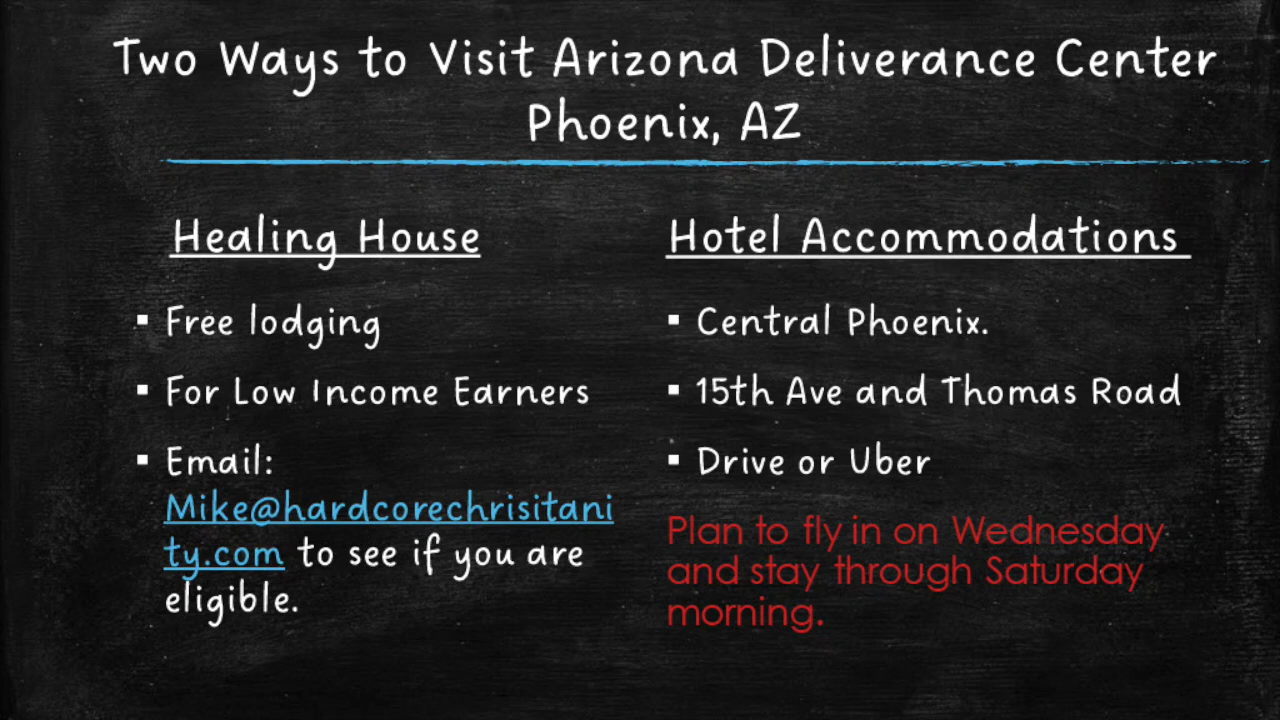 Two Ways to Visit Arizona Deliverance Center
Phoenix, AZ
Healing House
▪ Free lodging
▪ For Low Income Earners
▪ Email:
Mike@hardcorechrisitani
ty.com to see if you are
eligible.
Hotel Accommodations
▪ Central Phoenix.
▪ 15th Ave and Thomas Road
▪ Drive or Uber
Plan to fly in on Wednesday
and stay through Saturday
morning.